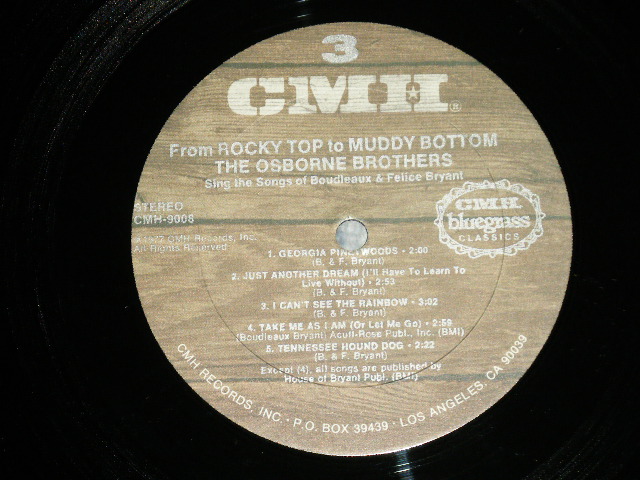 3
CMH®
From ROCKY TOP to MUDDY BOTTOM
THE OSBORNE BROTHERS
Sing the Songs of Boudleaux & Felice Bryant
STEREO
CMH-9008
℗1977 CMH Records, Inc.
All Rights Reserved
CMH
bluegrass
CLASSICS
1. GEORGIA PINEYWOODS • 2:00
(B. & F. Bryant)
2. JUST ANOTHER DREAM (I'll Have To Learn To
Live Without) • 2:53
(B. & F. Bryant)
3. I CAN'T SEE THE RAINBOW • 3:02
(B. & F. Bryant)
4. TAKE ME AS I AM (Or Let Me Go) • 2:59
(Boudleaux Bryant) Acuff-Rose Publ., Inc. (BMI)
5. TENNESSEE HOUND DOG • 2:22
(B. & F. Bryant)
Except (4), all songs are published by
House of Bryant Publ. (BMI)
CMH RECORDS, INC. • P.O. BOX 39439 • LOS ANGELES, CA 90039